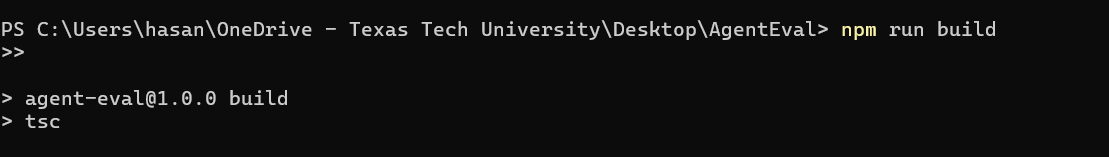 PS C:\Users\hasan\OneDrive - Texas Tech University\Desktop\AgentEval> npm run build
>>
> agent-eval@1.0.0 build
> tsc